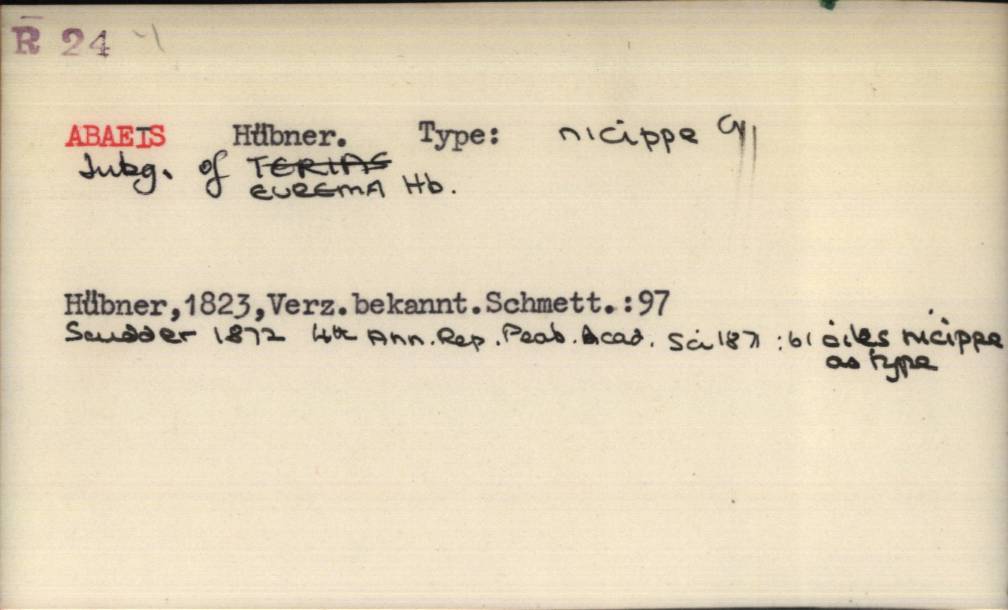 R 24
ABAEIS Hübner. Type: nicippe
Subg. of TERIAS
EUREMA Hb.
Hübner,1823,Verz.bekannt.Schmett.:97
Scudder 1872 4th Ann. Rep. Peab. Acad. Sci 1871 :61 cites nicippe
as type